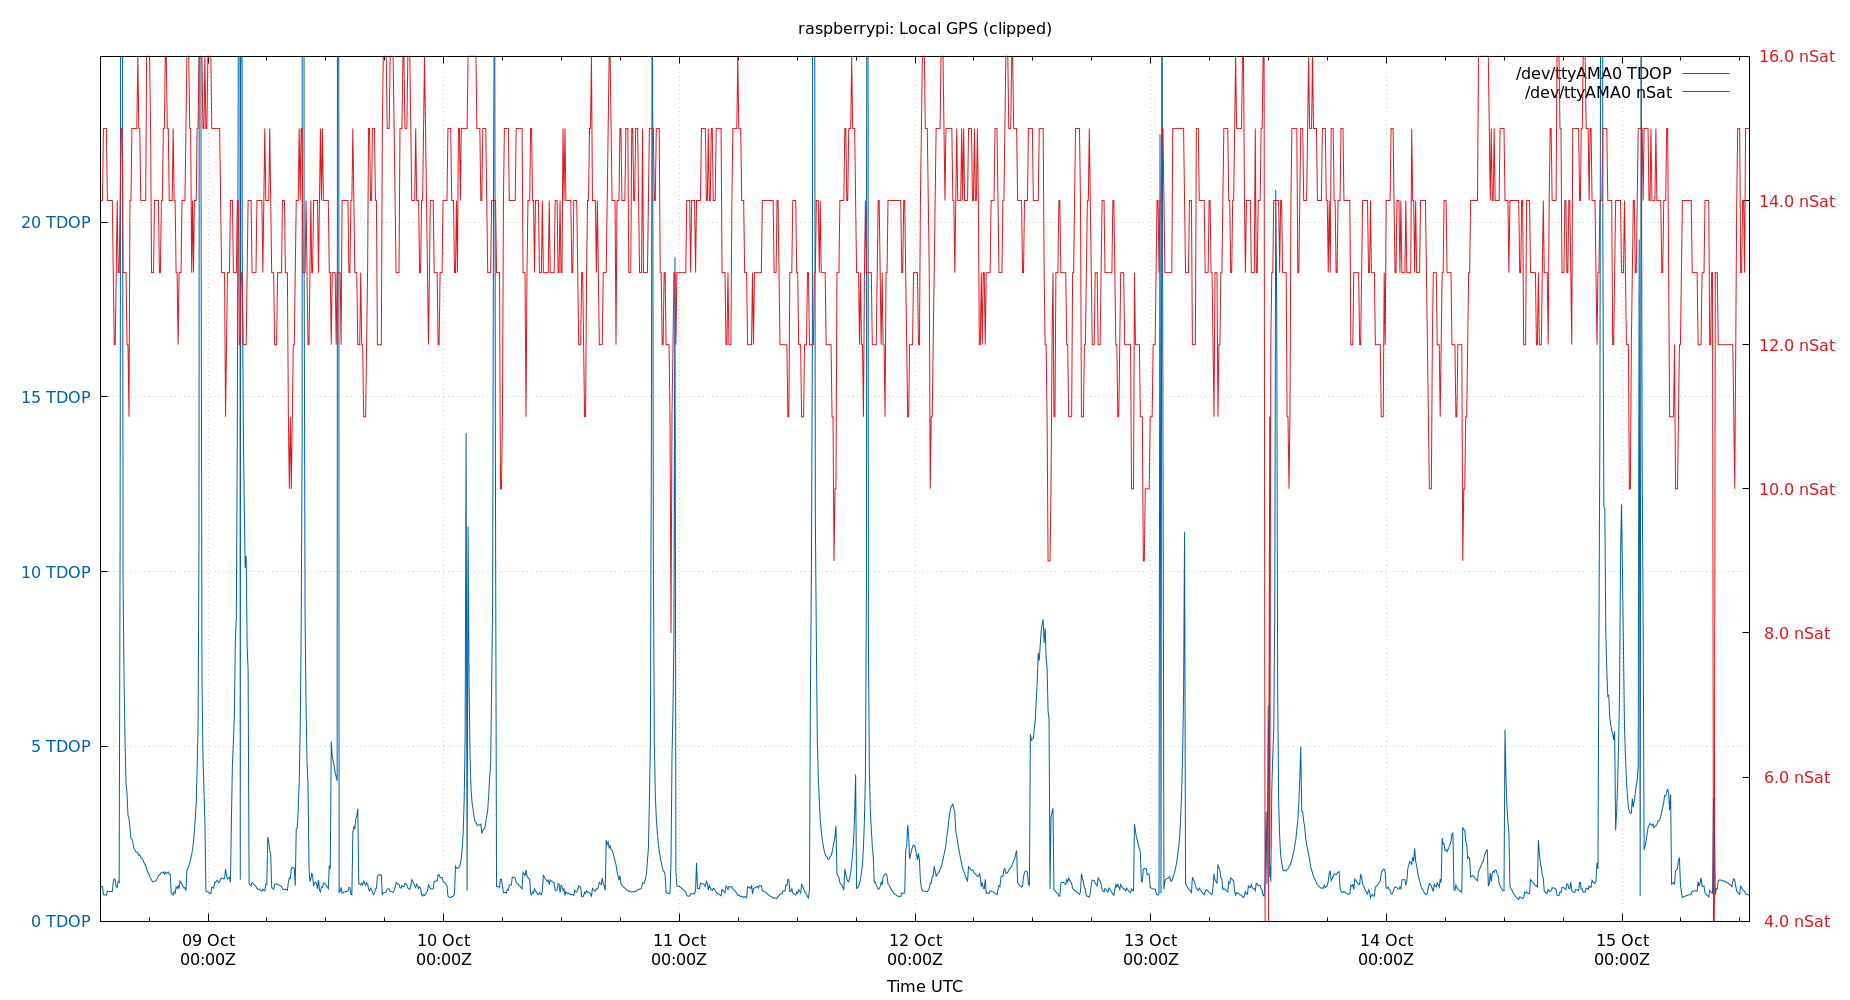 raspberrypi: Local GPS (clipped)
16.0 nSat
/dev/ttyAMA0 TDOP
/dev/ttyAMA0 nSat
14.0 nSat
20 TDOP
12.0 nSat
15 TDOP
10.0 nSat
10 TDOP
8.0 nSat
5 TDOP
6.0 nSat
0 TDOP
4.0 nSat
09 Oct
00:00Z
10 Oct
00:00Z
11 Oct
00:00Z
12 Oct
00:00Z
13 Oct
00:00Z
14 Oct
00:00Z
15 Oct
00:00Z
Time UTC